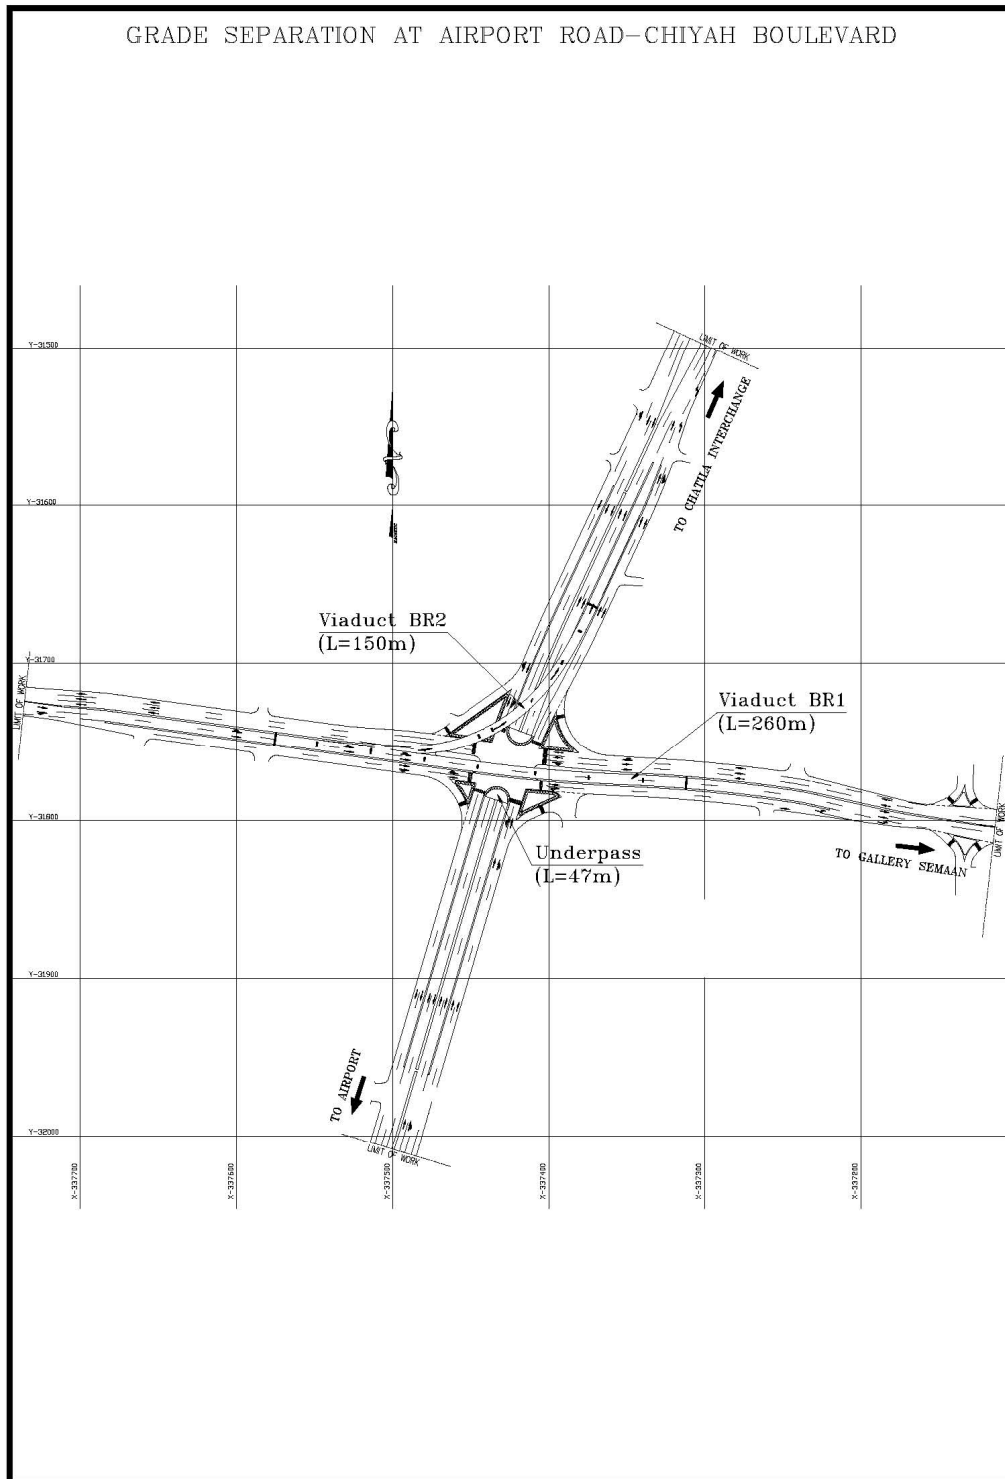 GRADE SEPARATION AT AIRPORT ROAD-CHIYAH BOULEVARD
Y-31500
LIMIT OF WORK
TO CHATILA INTERCHANGE
Y-31600
Viaduct BR2
(L=150m)
Y-31700
LIMIT OF WORK
Viaduct BR1
(L=260m)
Y-31800
LIMIT OF WORK
Underpass
(L=47m)
TO GALLERY SEMAAN
Y-31900
TO AIRPORT
Y-32000
LIMIT OF WORK
X-337700
X-337600
X-337500
X-337400
X-337300
X-337200